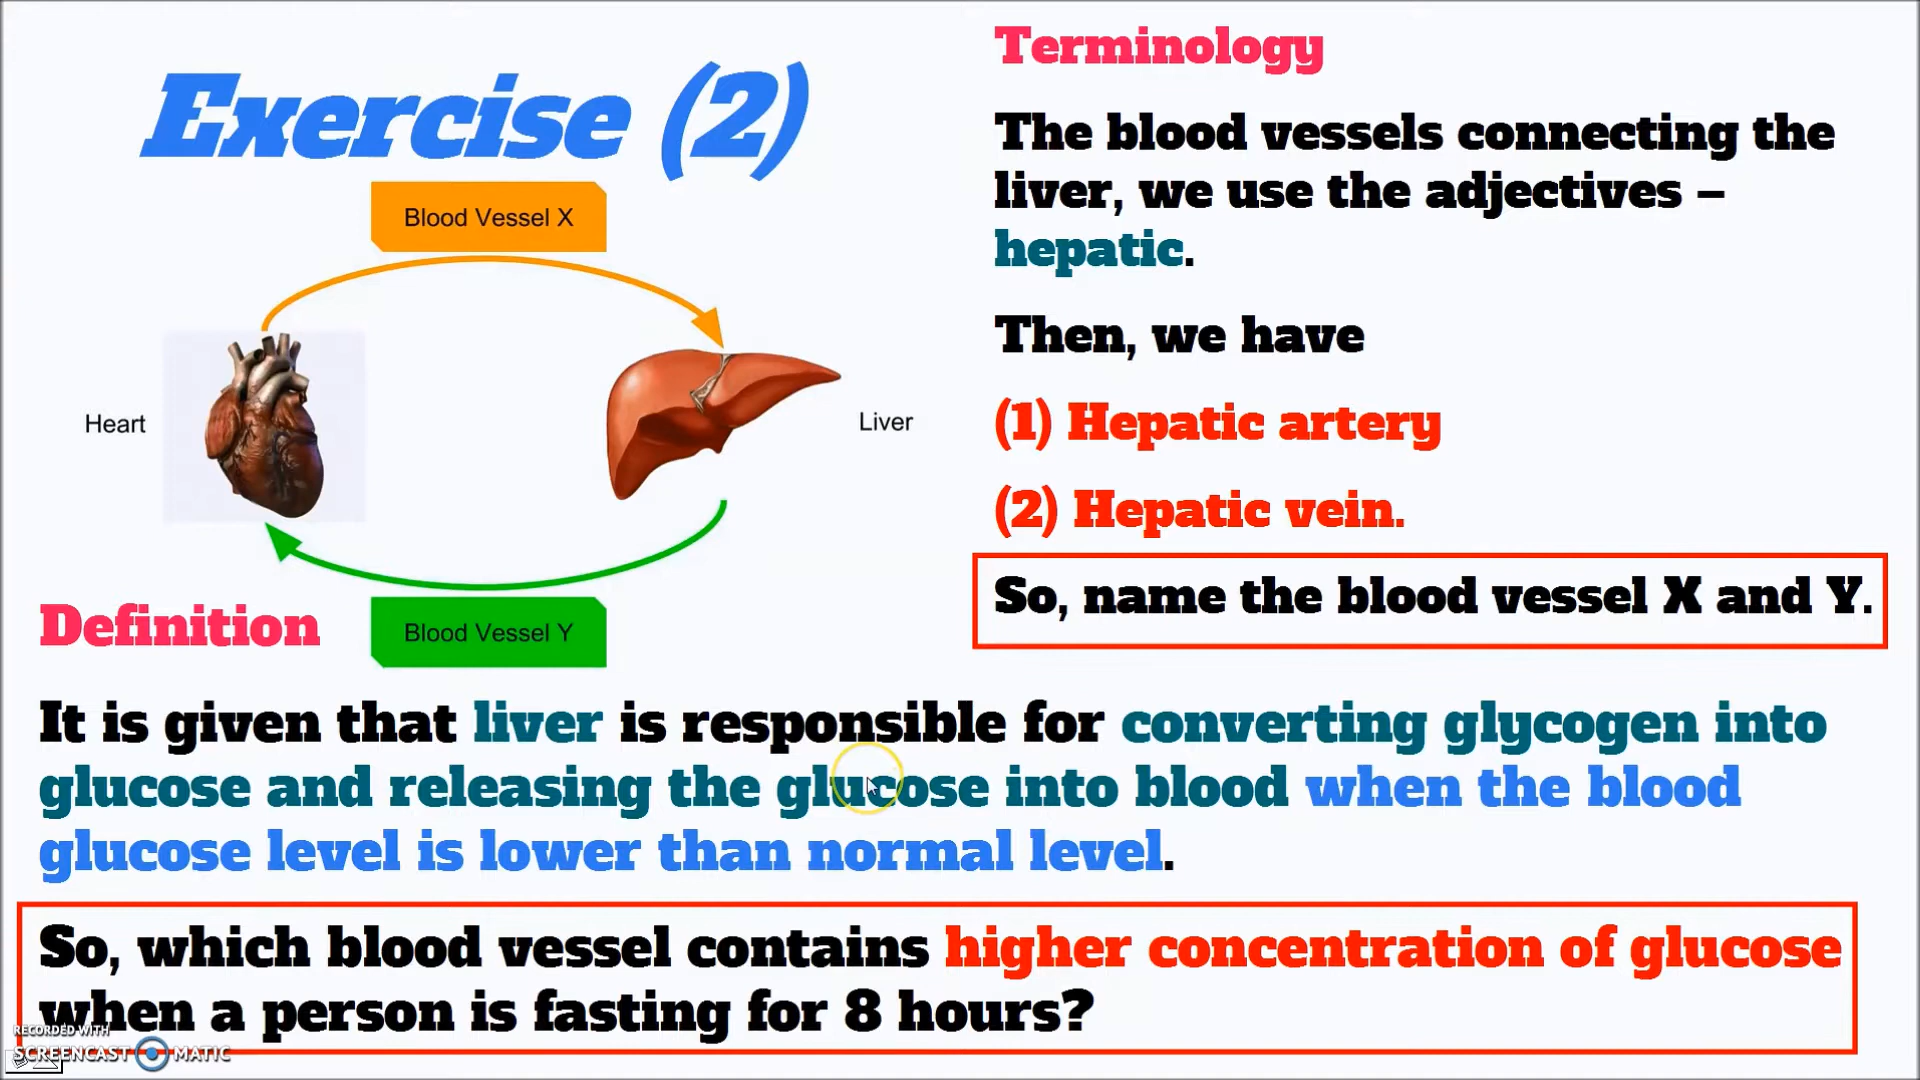 Exercise (2)
Blood Vessel X
Heart
Liver
Blood Vessel Y
Terminology
The blood vessels connecting the
liver, we use the adjectives –
hepatic.
Then, we have
(1) Hepatic artery
(2) Hepatic vein.
So, name the blood vessel X and Y.
Definition
It is given that liver is responsible for converting glycogen into
glucose and releasing the glucose into blood when the blood
glucose level is lower than normal level.
So, which blood vessel contains higher concentration of glucose
when a person is fasting for 8 hours?
RECORDED WITH
SCREENCAST MATIC